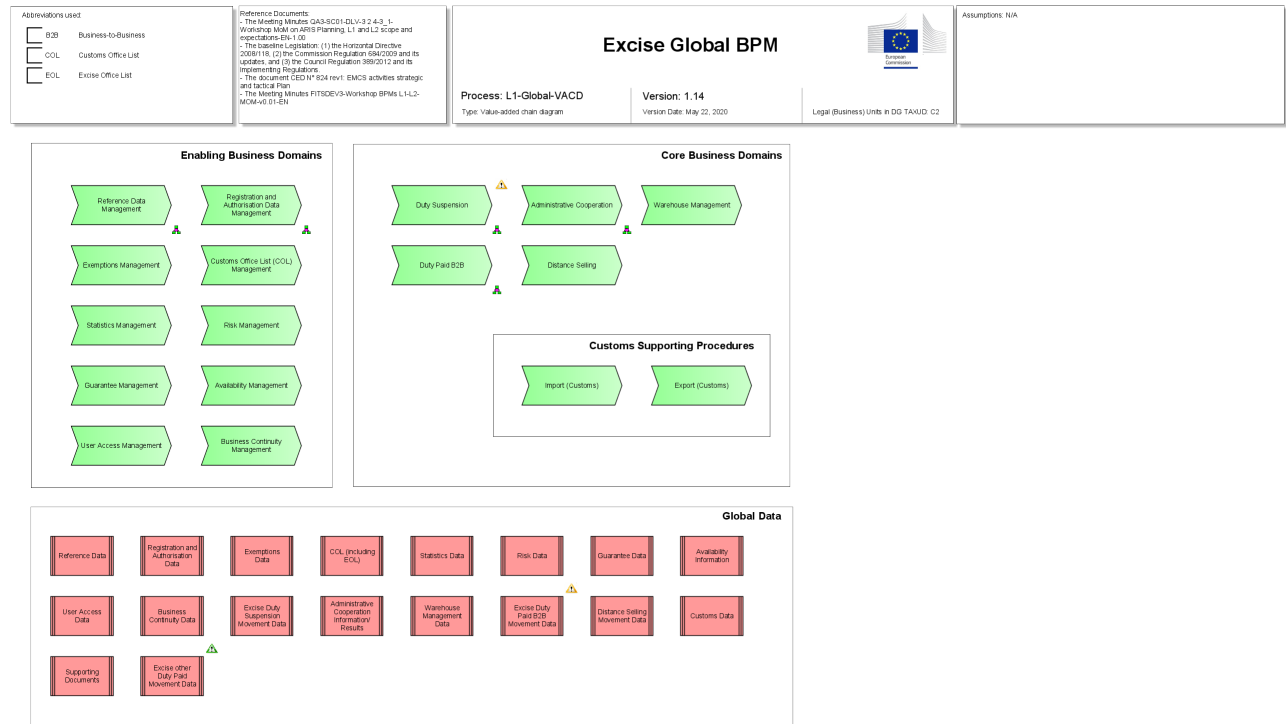 Abbreviations used:
B2B Business-to-Business
COL Customs Office List
EOL Excise Office List
Reference Documents:
- The Meeting Minutes QA3-SC01-DLV-3 2 4-3_1-
Workshop MoM on ARIS Planning, L1 and L2 scope and
expectations-EN-1.00
- The baseline Legislation: (1) the Horizontal Directive
2008/118, (2) the Commission Regulation 684/2009 and its
updates, and (3) the Council Regulation 389/2012 and its
Implementing Regulations.
- The document CED N° 824 rev1: EMCS activities strategic
and tactical Plan
- The Meeting Minutes FITSDEV3-Workshop BPMs L1-L2-
MOM-v0.01-EN
Excise Global BPM
European
Commission
Process: L1-Global-VACD
Type: Value-added chain diagram
Version: 1.14
Version Date: May 22, 2020
Legal (Business) Units in DG TAXUD: C2
Assumptions: N/A
Enabling Business Domains
Reference Data
Management
Registration and
Authorisation Data
Management
Exemptions Management
Customs Office List (COL)
Management
Statistics Management
Risk Management
Guarantee Management
Availability Management
User Access Management
Business Continuity
Management
Core Business Domains
Duty Suspension
Administrative Cooperation
Warehouse Management
Duty Paid B2B
Distance Selling
Customs Supporting Procedures
Import (Customs)
Export (Customs)
Global Data
Reference Data
Registration and
Authorisation
Data
Exemptions
Data
COL (including
EOL)
Statistics Data
Risk Data
Guarantee Data
Availability
Information
User Access
Data
Business
Continuity Data
Excise Duty
Suspension
Movement Data
Administrative
Cooperation
Information/
Results
Warehouse
Management
Data
Excise Duty
Paid B2B
Movement Data
Distance Selling
Movement Data
Customs Data
Supporting
Documents
Excise other
Duty Paid
Movement Data